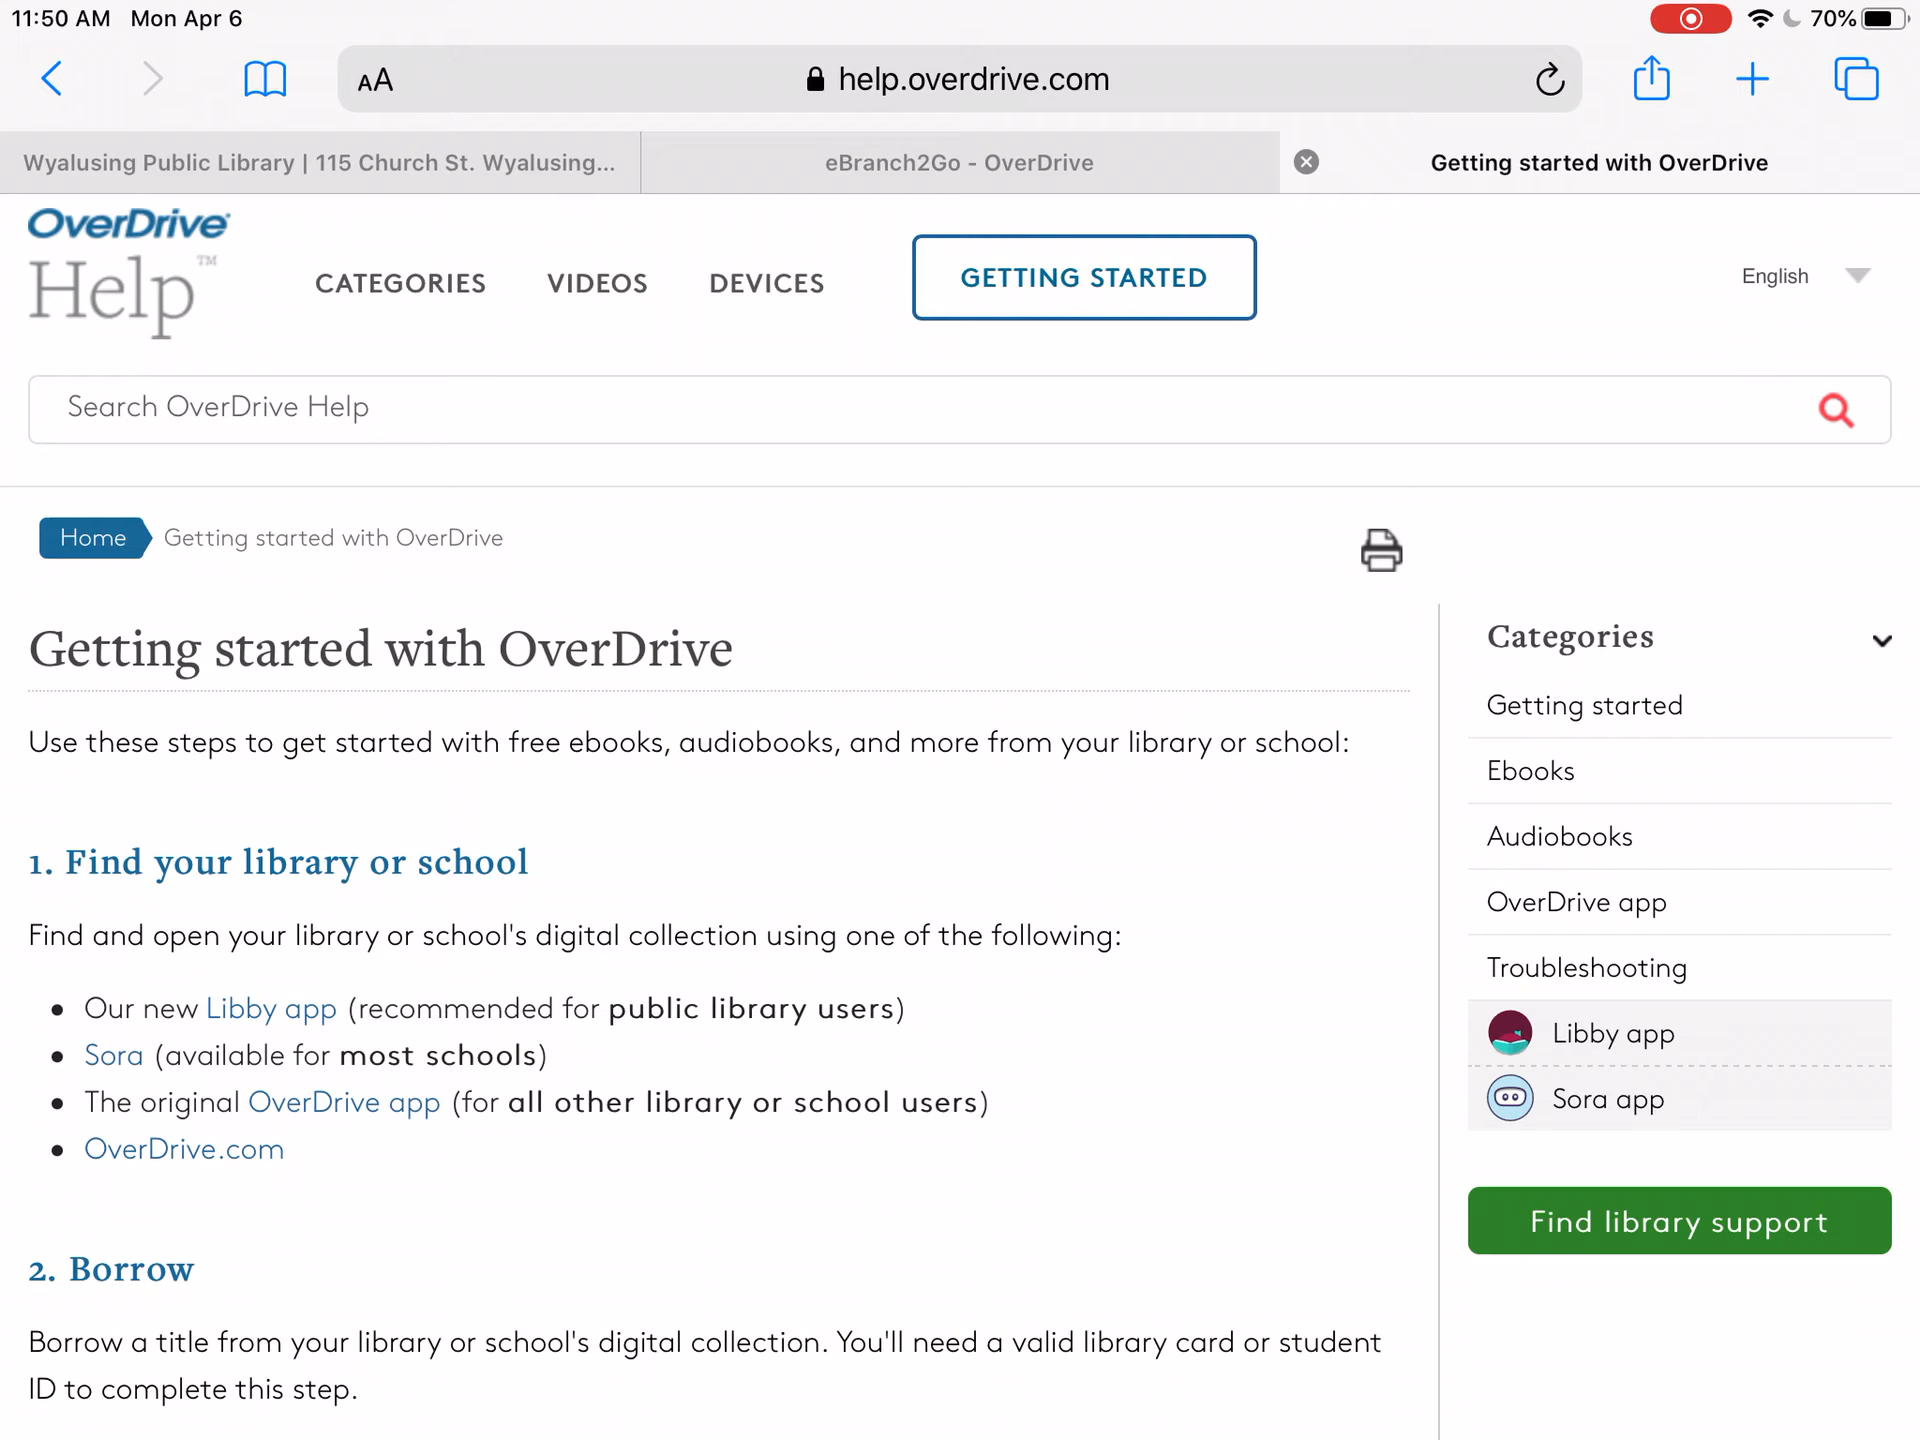 11:50 AM Mon Apr 6
70%
AA
help.overdrive.com
Wyalusing Public Library | 115 Church St. Wyalusing...
eBranch2Go - OverDrive
Getting started with OverDrive
OverDrive
Help™
CATEGORIES
VIDEOS
DEVICES
GETTING STARTED
English
Search OverDrive Help
Home
Getting started with OverDrive
Getting started with OverDrive
Use these steps to get started with free ebooks, audiobooks, and more from your library or school:
1. Find your library or school
Find and open your library or school's digital collection using one of the following:
• Our new Libby app (recommended for public library users)
• Sora (available for most schools)
• The original OverDrive app (for all other library or school users)
• OverDrive.com
2. Borrow
Borrow a title from your library or school's digital collection. You'll need a valid library card or student
ID to complete this step.
Categories
Getting started
Ebooks
Audiobooks
OverDrive app
Troubleshooting
Libby app
Sora app
Find library support